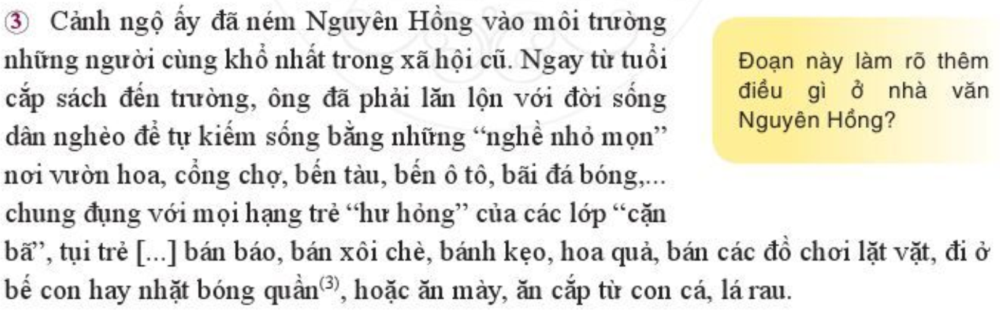 ③ Cảnh ngộ ấy đã ném Nguyên Hồng vào môi trường
những người cùng khổ nhất trong xã hội cũ. Ngay từ tuổi
cắp sách đến trường, ông đã phải lăn lộn với đời sống
dân nghèo để tự kiếm sống bằng những “nghề nhỏ mọn”
nơi vườn hoa, cổng chợ, bến tàu, bến ô tô, bãi đá bóng,...
chung đụng với mọi hạng trẻ “hư hỏng” của các lớp “cặn
bã”, tụi trẻ [...] bán báo, bán xôi chè, bánh kẹo, hoa quả, bán các đồ chơi lặt vặt, đi ở
bế con hay nhặt bóng quần(3), hoặc ăn mày, ăn cắp từ con cá, lá rau.
Đoạn này làm rõ thêm
điều gì ở nhà văn
Nguyên Hồng?